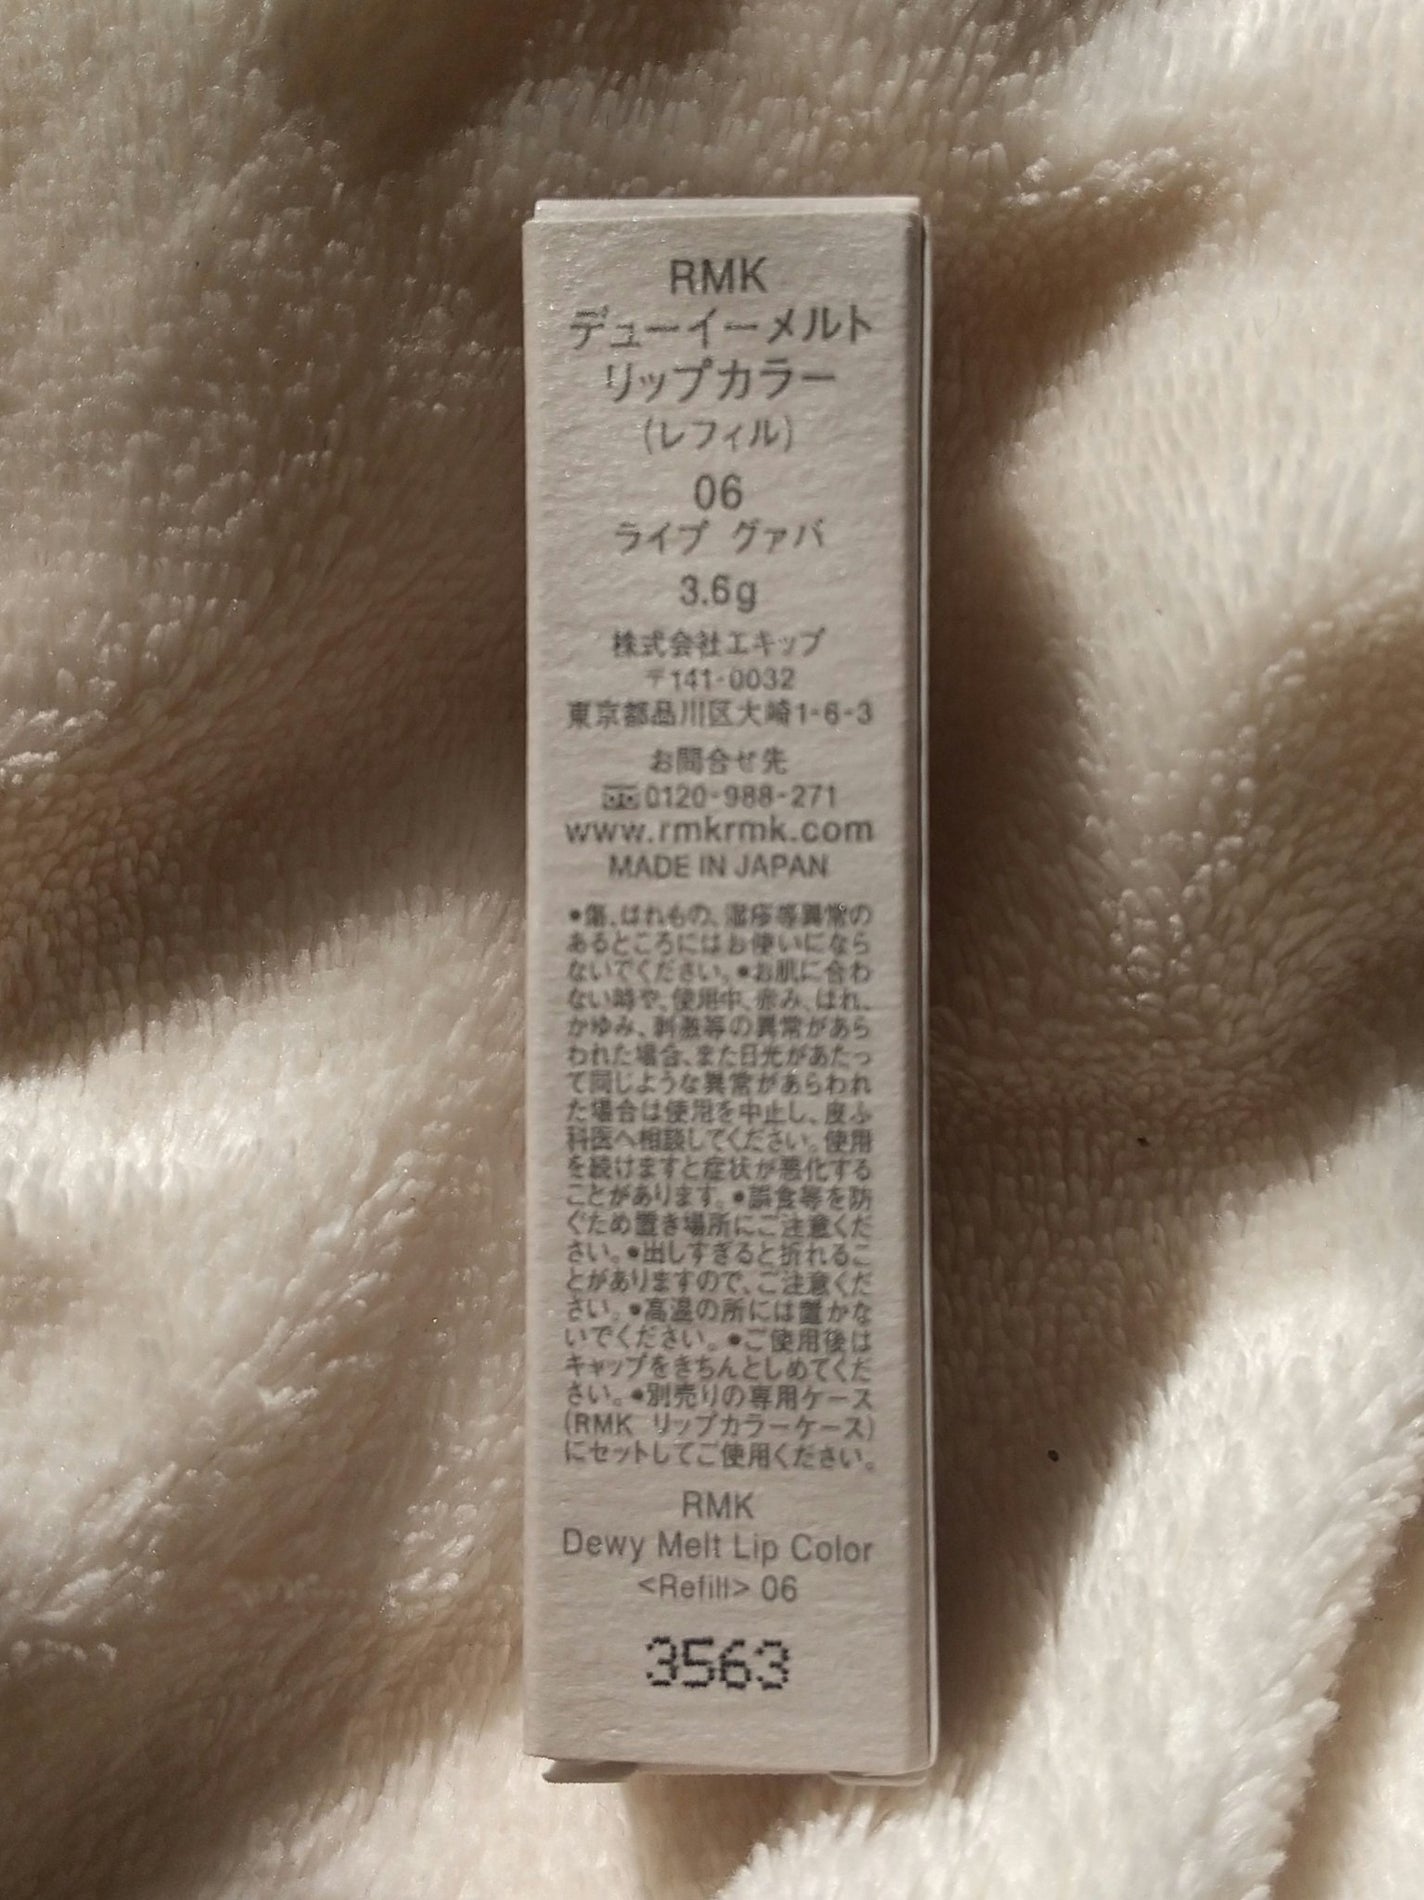 RMK
デューイーメルト
リップカラー
(レフィル)
06
ライプ グァバ
3.6g
株式会社エキップ
〒141-0032
東京都品川区大崎1-6-3
お問合せ先
0120-988-271
www.rmkrmk.com
MADE IN JAPAN
●傷、はれもの、湿疹等異常の
あるところにはお使いになら
ないでください。●お肌に合わ
ない時や、使用中、赤み、はれ、
かゆみ、刺激等の異常があら
われた場合、また日光があたっ
て同じような異常があらわれ
た場合は使用を中止し、皮ふ
科医へ相談してください。使用
を続けますと症状が悪化する
ことがあります。●誤食等を防
ぐため置き場所にご注意くだ
さい。●出しすぎると折れるこ
とがありますので、ご注意くだ
さい。●高温の所には置かな
いでください。●ご使用後は
キャップをきちんとしめてくだ
さい。●別売りの専用ケース
(RMK リップカラーケース)
にセットしてご使用ください。
RMK
Dewy Melt Lip Color
<Refill> 06
3563